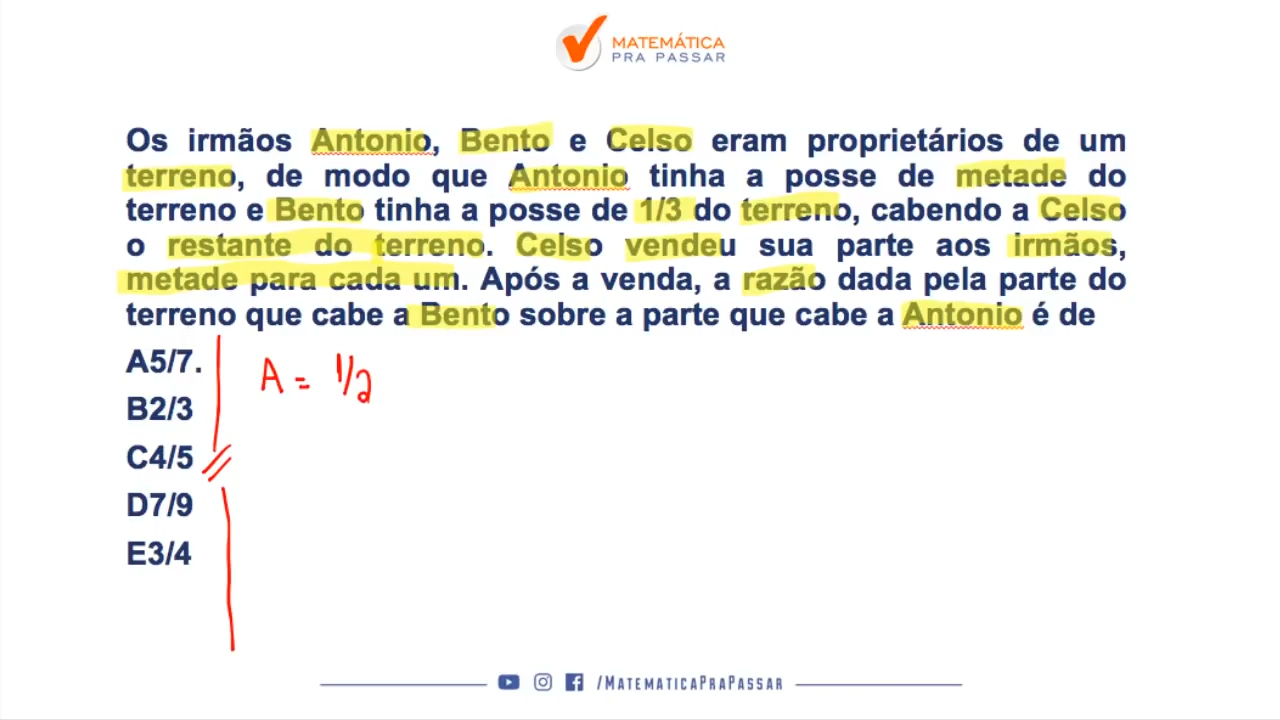 MATEMÁTICA
PRA PASSAR
Os irmãos Antonio, Bento e Celso eram proprietários de um
terreno, de modo que Antonio tinha a posse de metade do
terreno e Bento tinha a posse de 1/3 do terreno, cabendo a Celso
o restante do terreno. Celso vendeu sua parte aos irmãos,
metade para cada um. Após a venda, a razão dada pela parte do
terreno que cabe a Bento sobre a parte que cabe a Antonio é de
A5/7.
A = 1/2
B2/3
C4/5
D7/9
E3/4
/MATEMATICAPRAPASSAR